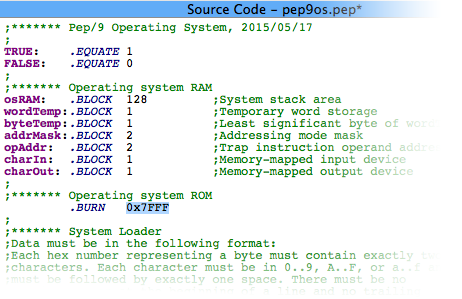 Source Code - pep9os.pep*
;******* Pep/9 Operating System, 2015/05/17
;
TRUE: .EQUATE 1
FALSE: .EQUATE 0
;
;******* Operating system RAM
osRAM: .BLOCK 128 ;System stack area
wordTemp:.BLOCK 1 ;Temporary word storage
byteTemp:.BLOCK 1 ;Least significant byte of
addrMask:.BLOCK 2 ;Addressing mode mask
opAddr: .BLOCK 2 ;Trap instruction operand
charIn: .BLOCK 1 ;Memory-mapped input device
charOut: .BLOCK 1 ;Memory-mapped output device
;
;******* Operating system ROM
.BURN 0x7FFF
;
;******* System Loader
;Data must be in the following format:
;Each hex number representing a byte must contain exactly
;characters. Each character must be in 0..9, A..F, or a..f
;must be followed by exactly one space. There must be no
of a line and no